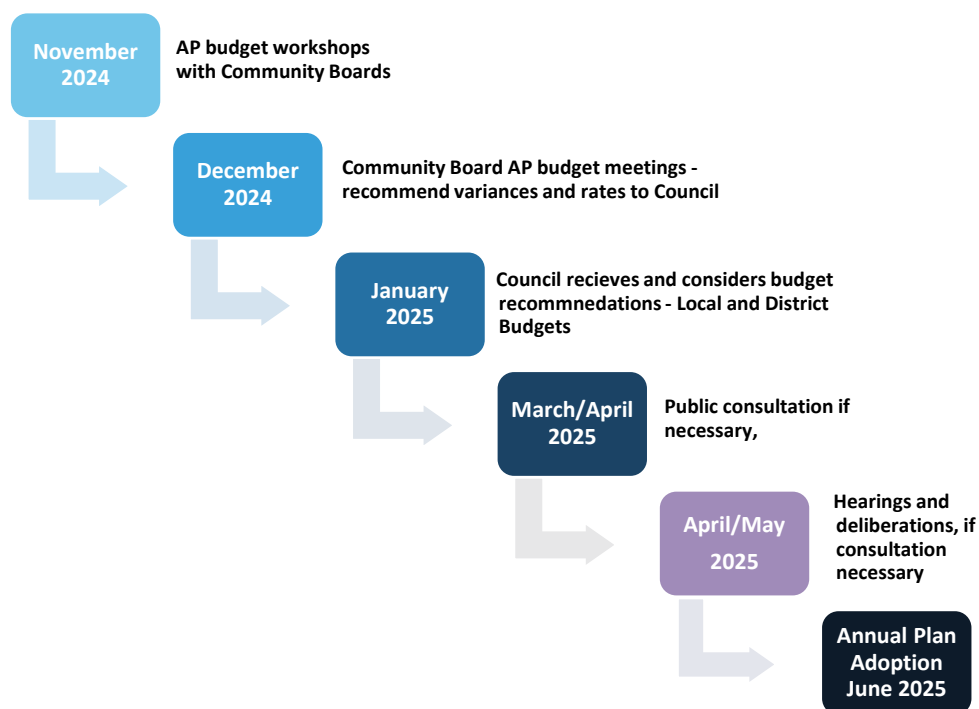 November
2024
AP budget workshops
with Community Boards
December
2024
Community Board AP budget meetings -
recommend variances and rates to Council
January
2025
Council recieves and considers budget
recommnedations - Local and District
Budgets
March/April
2025
Public consultation if
necessary,
April/May
2025
Hearings and
deliberations, if
consultation
necessary
Annual Plan
Adoption
June 2025